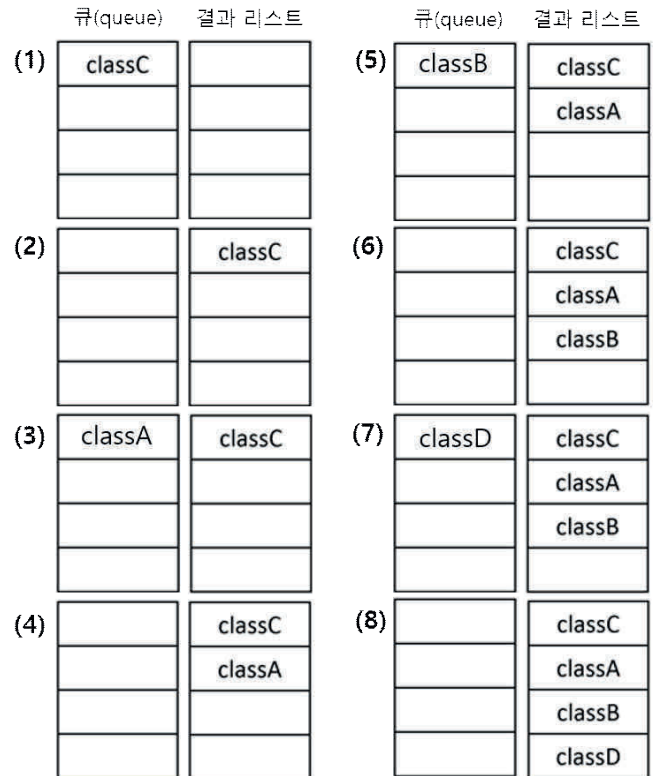 큐(queue) 결과 리스트
(1) classC
(2) classC
(3) classA classC
(4) classC
classA
큐(queue) 결과 리스트
(5) classB classC
classA
(6) classC
classA
classB
(7) classD classC
classA
classB
(8) classC
classA
classB
classD